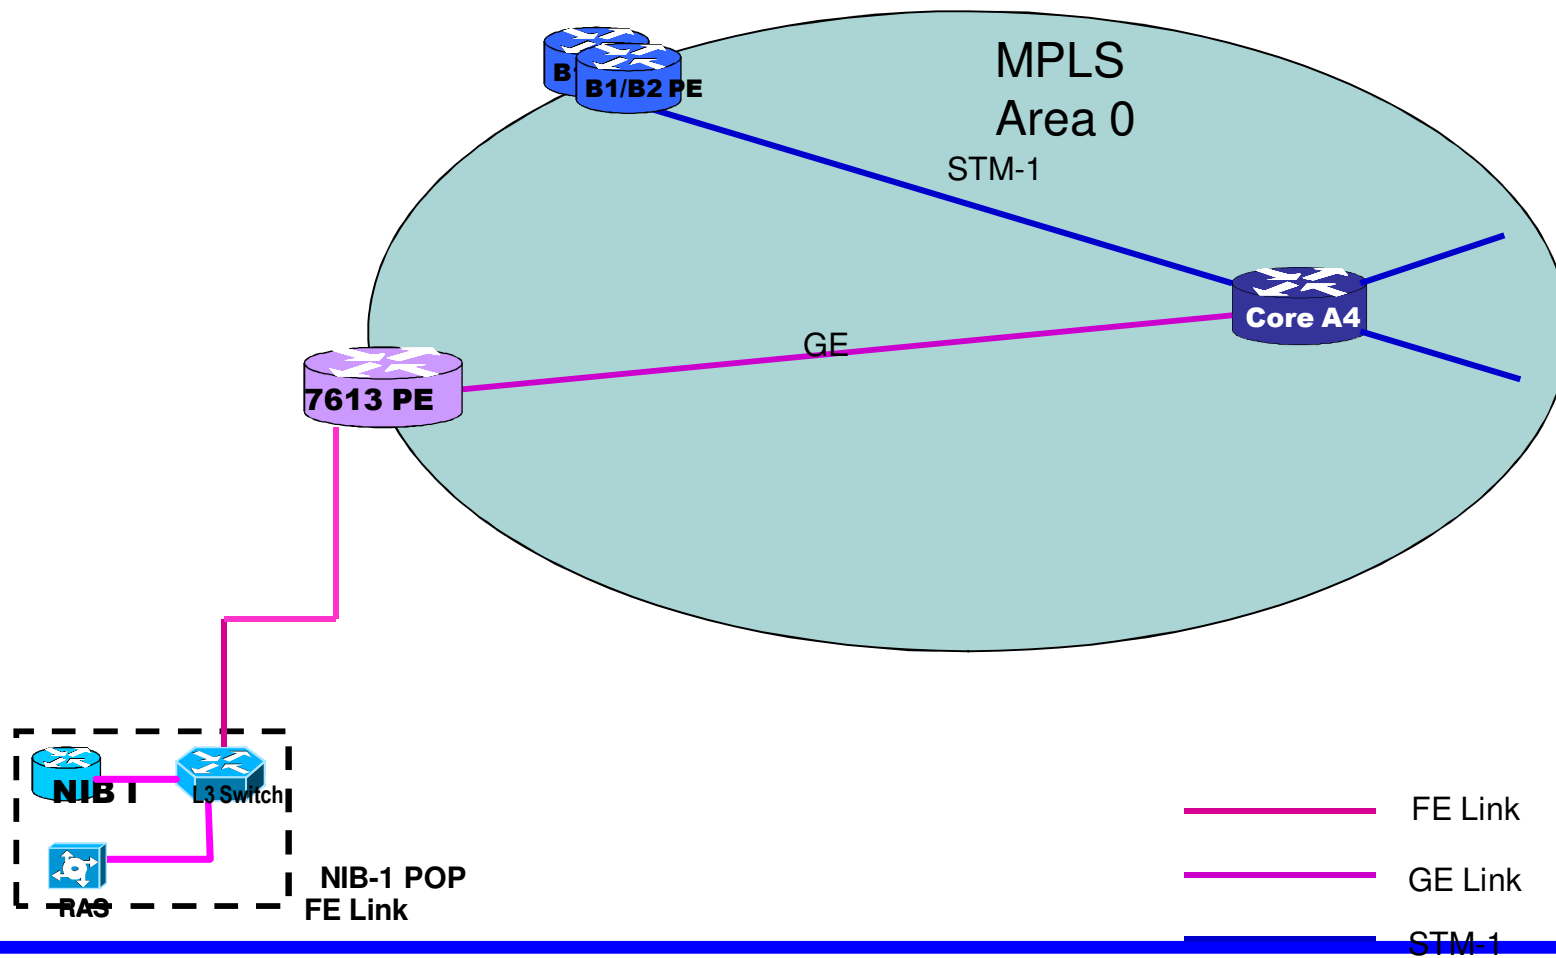 MPLS
Area 0
B1
B1/B2 PE
STM-1
Core A4
GE
7613 PE
NIB I
L3 Switch
RAS
NIB-1 POP
FE Link
FE Link
GE Link
STM-1